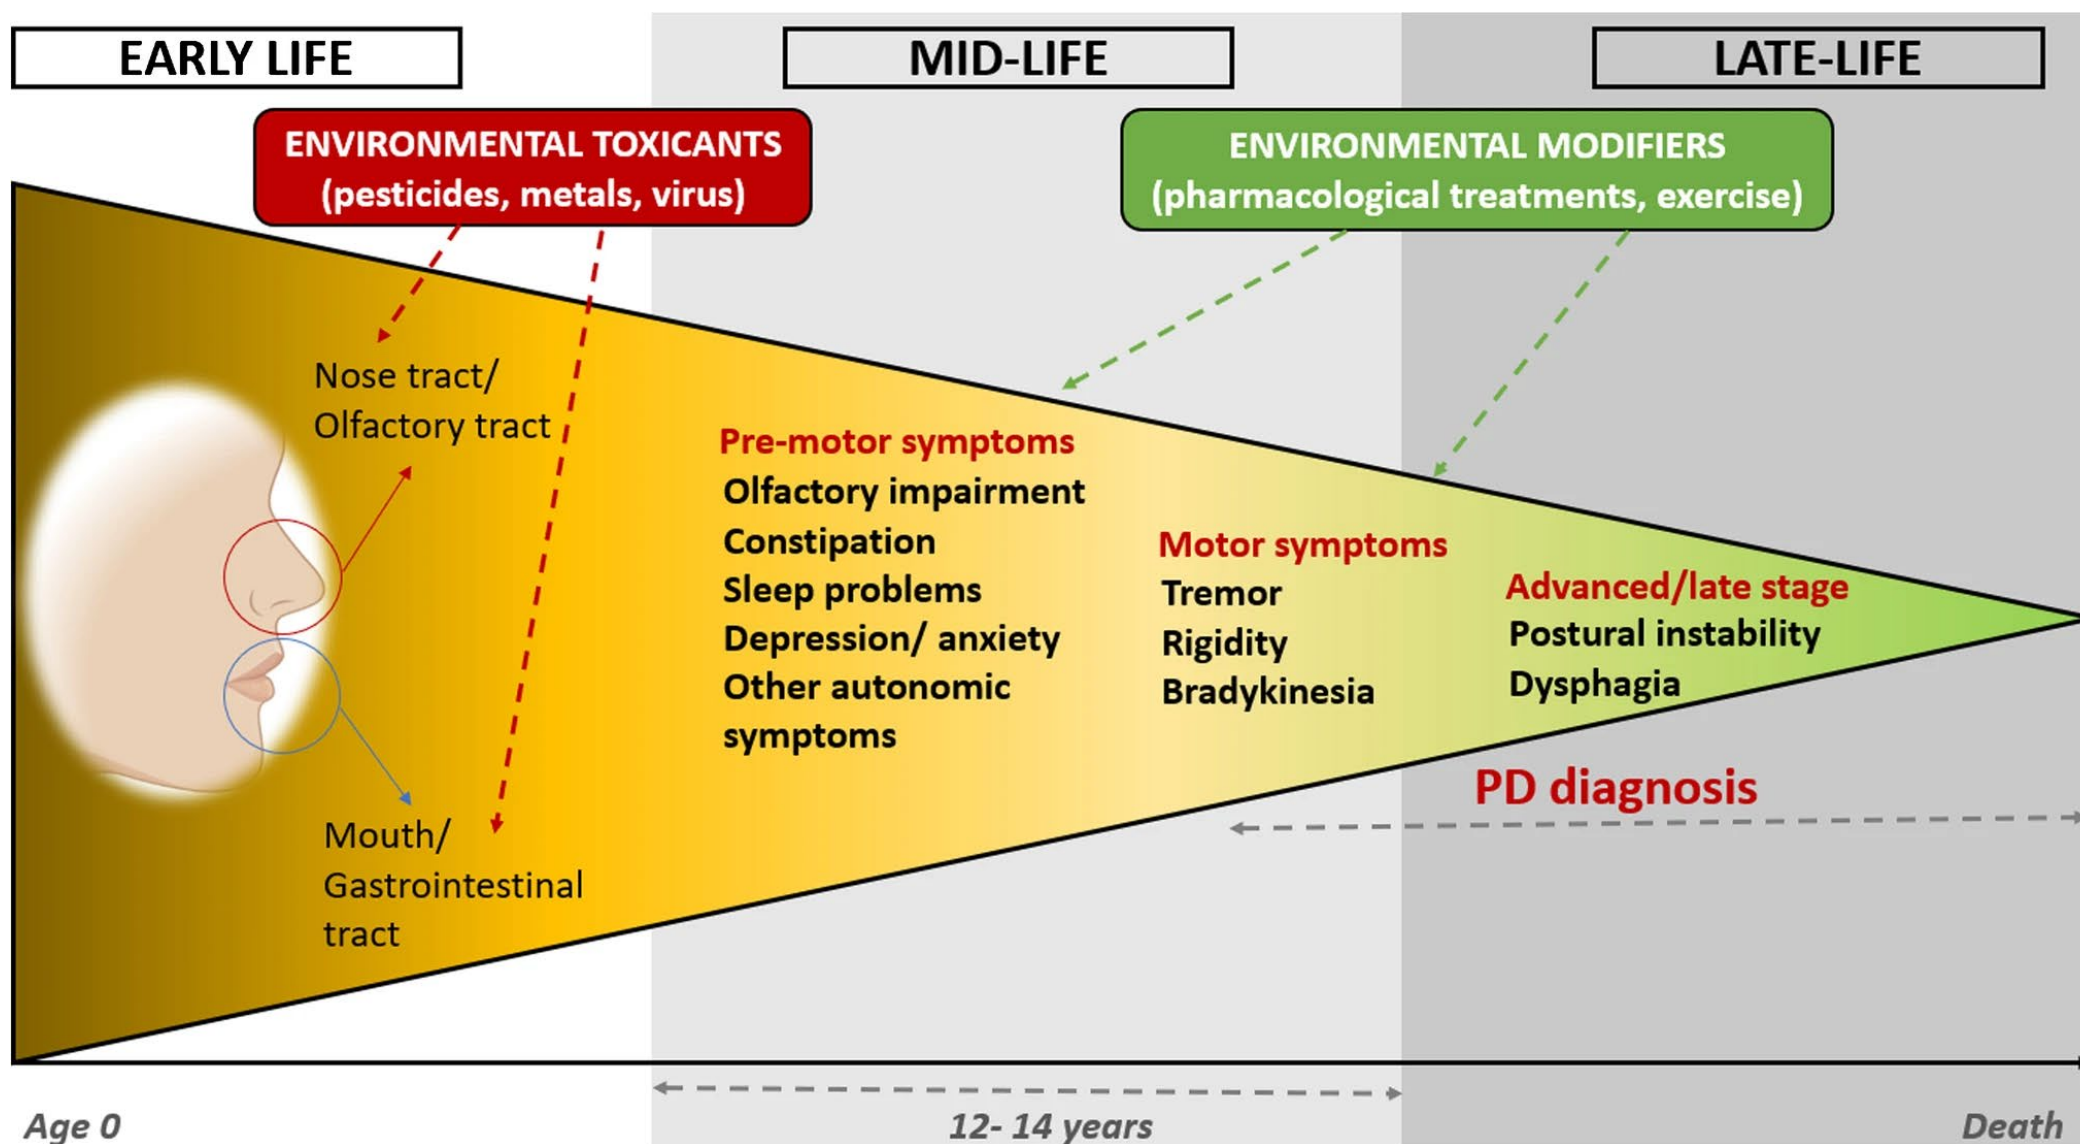 EARLY LIFE
MID-LIFE
LATE-LIFE
ENVIRONMENTAL TOXICANTS
(pesticides, metals, virus)
ENVIRONMENTAL MODIFIERS
(pharmacological treatments, exercise)
Nose tract/
Olfactory tract
Mouth/
Gastrointestinal
tract
Pre-motor symptoms
Olfactory impairment
Constipation
Sleep problems
Depression/ anxiety
Other autonomic
symptoms
Motor symptoms
Tremor
Rigidity
Bradykinesia
Advanced/late stage
Postural instability
Dysphagia
PD diagnosis
Age 0
12- 14 years
Death